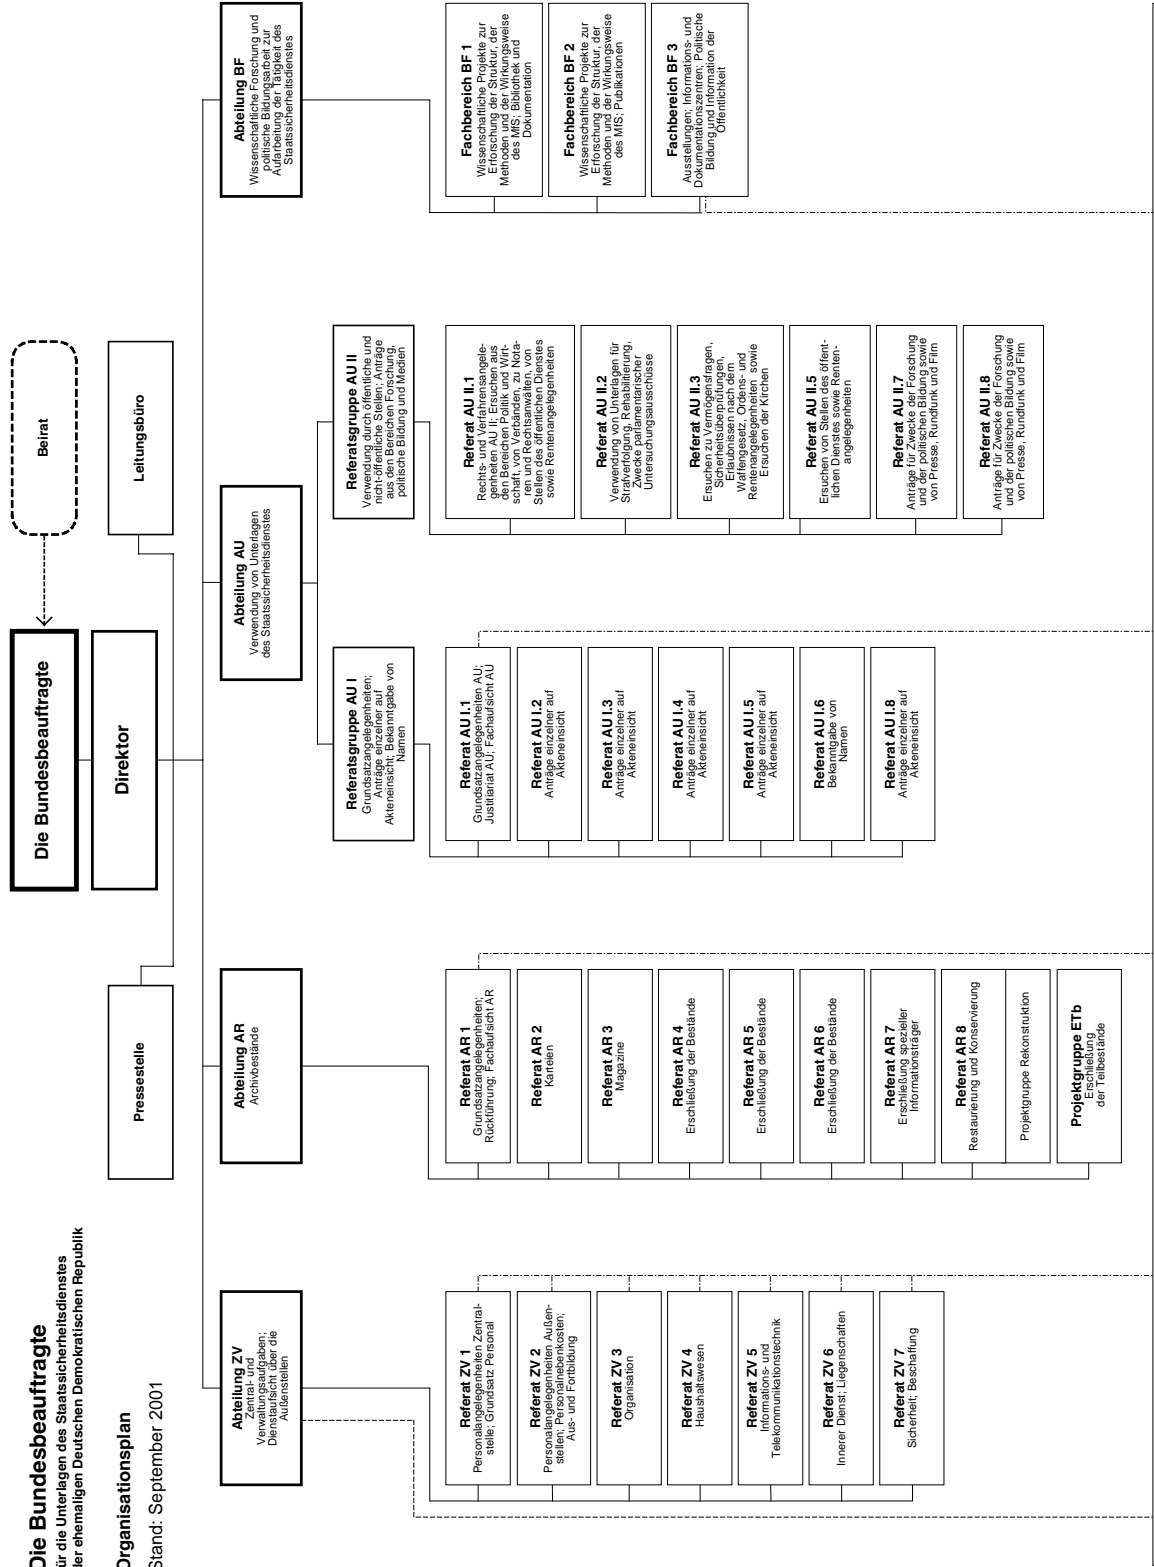 Die Bundesbeauftragte
ür die Unterlagen des Staatssicherheitsdienstes
der ehemaligen Deutschen Demokratischen Republik
Organisationsplan
Stand: September 2001
Die Bundesbeauftragte
Beirat
Direktor
Pressestelle
Leitungsbüro
Abteilung ZV
Zentral- und
Verwaltungsaufgaben;
Dienstaufsicht über die
Außenstellen
Referat ZV 1
Personalangelegenheiten Zentral-
stelle; Grundsatz Personal
Referat ZV 2
Personalangelegenheiten Außen-
stellen; Personalnebenkosten;
Aus- und Fortbildung
Referat ZV 3
Organisation
Referat ZV 4
Haushaltswesen
Referat ZV 5
Informations- und
Telekommunikationstechnik
Referat ZV 6
Innerer Dienst; Liegenschaften
Referat ZV 7
Sicherheit; Beschaffung
Abteilung AR
Archivbestände
Referat AR 1
Grundsatzangelegenheiten;
Rückführung; Fachaufsicht AR
Referat AR 2
Karteien
Referat AR 3
Magazine
Referat AR 4
Erschließung der Bestände
Referat AR 5
Erschließung der Bestände
Referat AR 6
Erschließung der Bestände
Referat AR 7
Erschließung spezieller
Informationsträger
Referat AR 8
Restaurierung und Konservierung
Projektgruppe Rekonstruktion
Projektgruppe ETb
Erschließung
der Teilbestände
Abteilung AU
Verwendung von Unterlagen
des Staatssicherheitsdienstes
Referatsgruppe AU I
Grundsatzangelegenheiten;
Anträge einzelner auf
Akteneinsicht; Bekanntgabe von
Namen
Referat AU I.1
Grundsatzangelegenheiten AU;
Justitiariat AU; Fachaufsicht AU
Referat AU I.2
Anträge einzelner auf
Akteneinsicht
Referat AU I.3
Anträge einzelner auf
Akteneinsicht
Referat AU I.4
Anträge einzelner auf
Akteneinsicht
Referat AU I.5
Anträge einzelner auf
Akteneinsicht
Referat AU I.6
Bekanntgabe von
Namen
Referat AU I.8
Anträge einzelner auf
Akteneinsicht
Referatsgruppe AU II
Verwendung durch öffentliche und
nicht-öffentliche Stellen; Anträge
aus den Bereichen Forschung,
politische Bildung und Medien
Referat AU II.1
Rechts- und Verfahrensangele-
genheiten AU II; Ersuchen aus
den Bereichen Politik und Wirt-
schaft, von Verbänden, zu Nota-
ren und Rechtsanwälten, von
Stellen des öffentlichen Dienstes
sowie Rentenangelegenheiten
Referat AU II.2
Verwendung von Unterlagen für
Strafverfolgung, Rehabilitierung,
Zwecke parlamentarischer
Untersuchungsausschüsse
Referat AU II.3
Ersuchen zu Vermögensfragen,
Sicherheitsüberprüfungen,
Erlaubnissen nach dem
Waffengesetz, Ordens- und
Rentenangelegenheiten sowie
Ersuchen der Kirchen
Referat AU II.5
Ersuchen von Stellen des öffent-
lichen Dienstes sowie Renten-
angelegenheiten
Referat AU II.7
Anträge für Zwecke der Forschung
und der politischen Bildung sowie
von Presse, Rundfunk und Film
Referat AU II.8
Anträge für Zwecke der Forschung
und der politischen Bildung sowie
von Presse, Rundfunk und Film
Abteilung BF
Wissenschaftliche Forschung und
politische Bildungsarbeit zur
Aufarbeitung der Tätigkeit des
Staatssicherheitsdienstes
Fachbereich BF 1
Wissenschaftliche Projekte zur
Erforschung der Struktur, der
Methoden und der Wirkungsweise
des MfS; Bibliothek und
Dokumentation
Fachbereich BF 2
Wissenschaftliche Projekte zur
Erforschung der Struktur, der
Methoden und der Wirkungsweise
des MfS; Publikationen
Fachbereich BF 3
Ausstellungen; Informations- und
Dokumentationszentren; Politische
Bildung und Information der
Öffentlichkeit